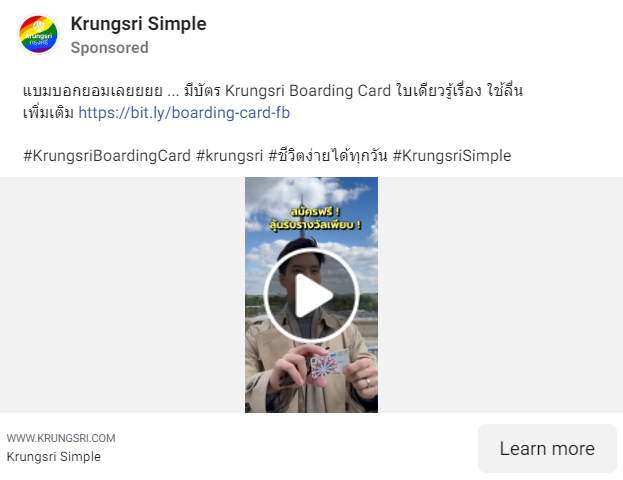 Krungsri Simple
Sponsored
krungsri
กรุงศรี
แบมบอกยอมเลยยยย ... มีบัตร Krungsri Boarding Card ใบเดียวรู้เรื่อง ใช้ลื่น
เพิ่มเติม https://bit.ly/boarding-card-fb
#KrungsriBoardingCard #krungsri #ชีวิตง่ายได้ทุกวัน #KrungsriSimple
สมัครฟรี !
ลุ้นรับรางวัลเพียบ !
WWW.KRUNGSRI.COM
Krungsri Simple
Learn more